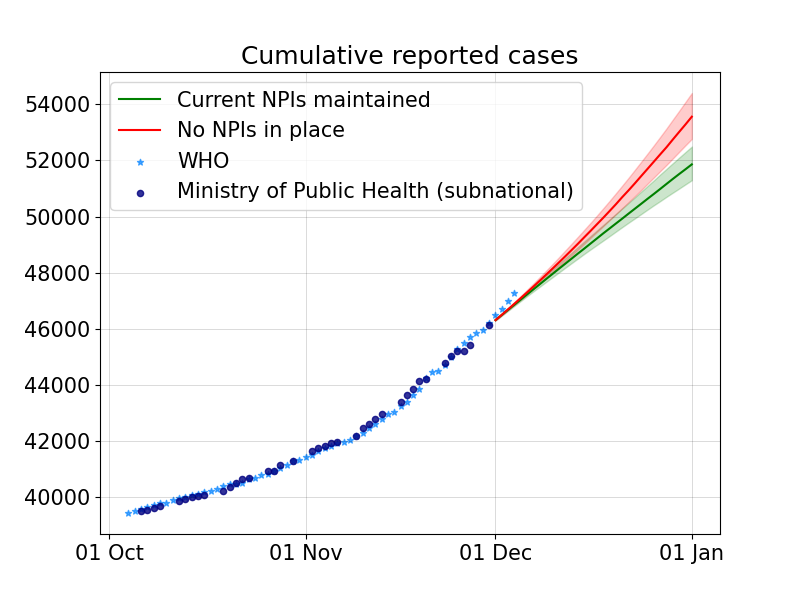 Cumulative reported cases
Current NPIs maintained
No NPIs in place
WHO
Ministry of Public Health (subnational)
54000
52000
50000
48000
46000
44000
42000
40000
01 Oct
01 Nov
01 Dec
01 Jan